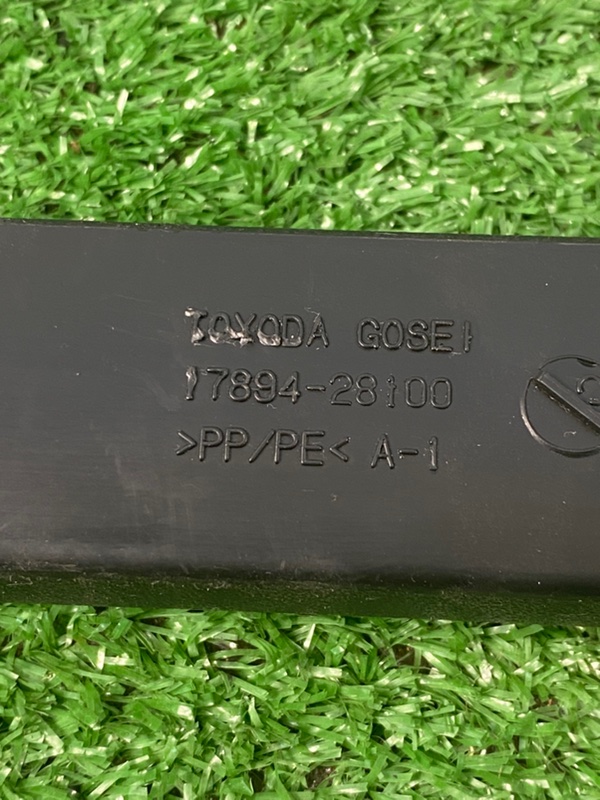 TOYODA GOSEI
17894-28100
>PP/PE< A-1